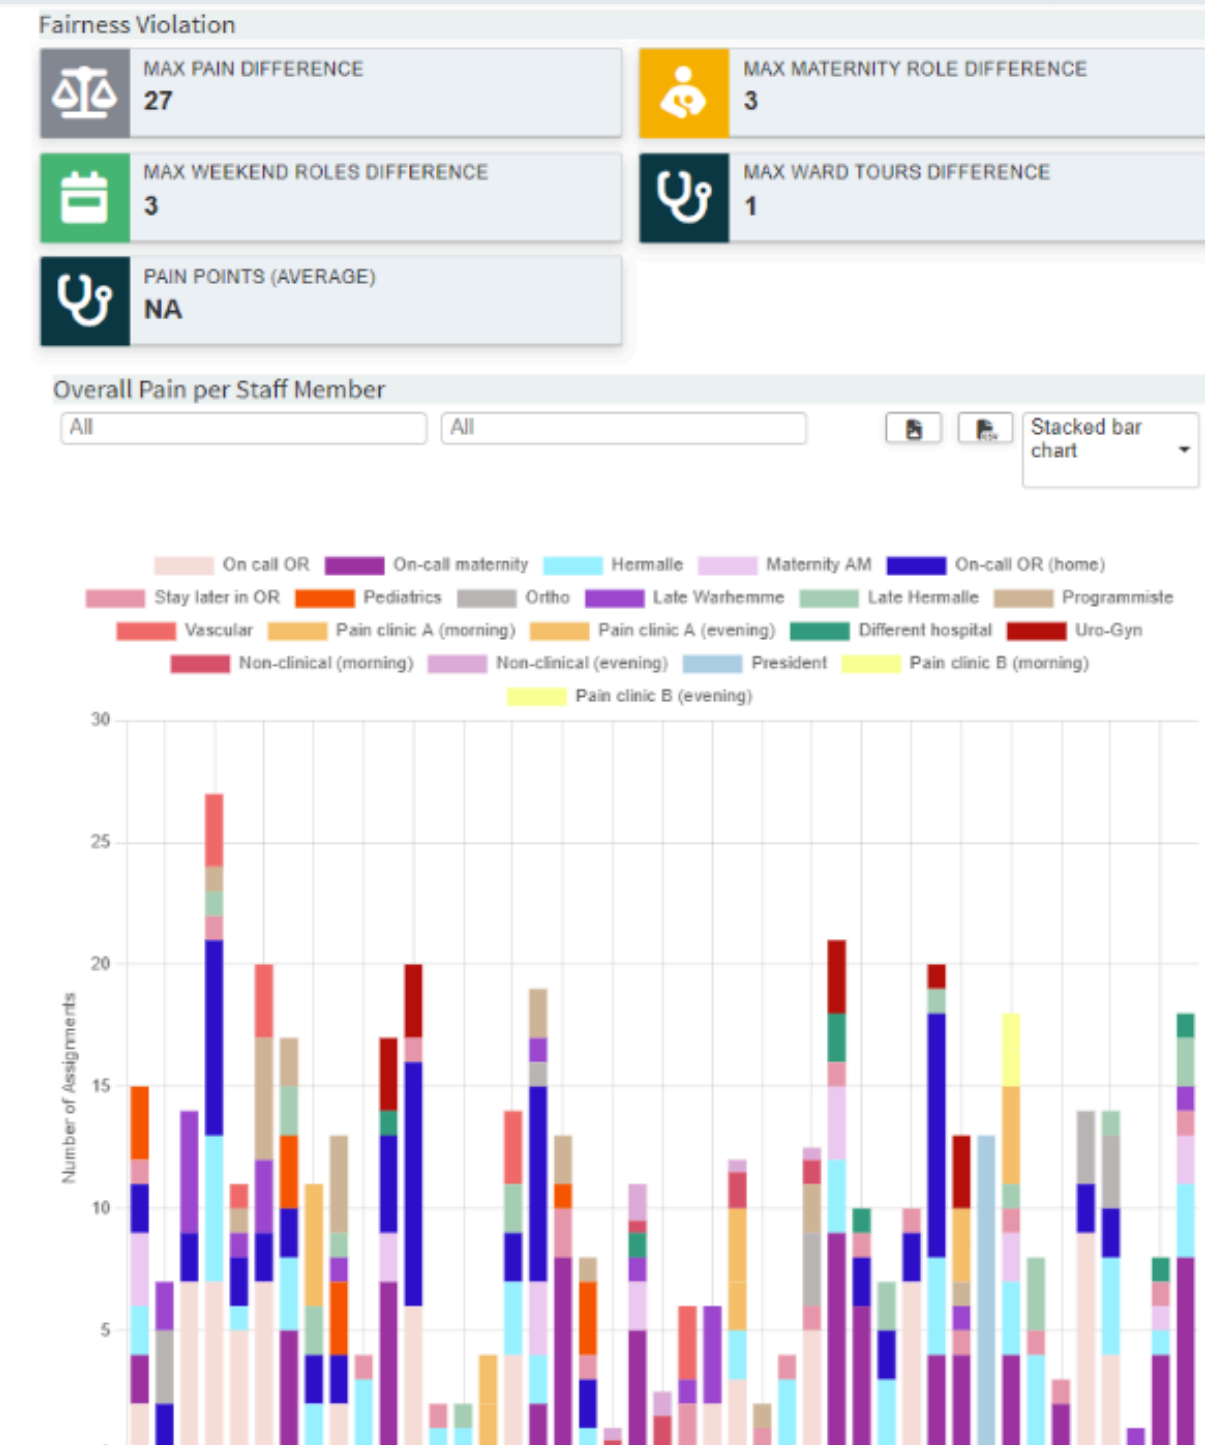 Fairness Violation
MAX PAIN DIFFERENCE
27
MAX MATERNITY ROLE DIFFERENCE
3
MAX WEEKEND ROLES DIFFERENCE
3
MAX WARD TOURS DIFFERENCE
1
PAIN POINTS (AVERAGE)
NA
Overall Pain per Staff Member
All
All
Stacked bar
chart
On call OR On-call maternity Hermalle Maternity AM On-call OR (home)
Stay later in OR Pediatrics Ortho Late Warhemme Late Hermalle Programmiste
Vascular Pain clinic A (morning) Pain clinic A (evening) Different hospital Uro-Gyn
Non-clinical (morning) Non-clinical (evening) President Pain clinic B (morning)
Pain clinic B (evening)
30
25
20
15
10
5
Number of Assignments